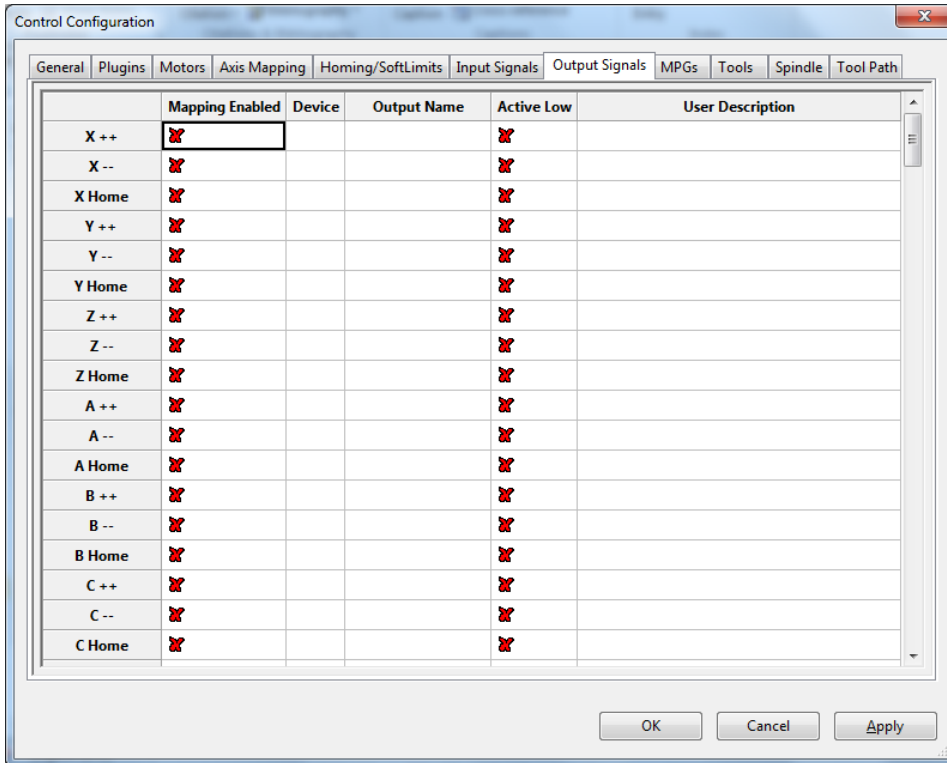 Control Configuration
General Plugins Motors Axis Mapping Homing/SoftLimits Input Signals Output Signals MPGs Tools Spindle Tool Path
Mapping Enabled Device Output Name Active Low User Description
X ++
X --
X Home
Y ++
Y --
Y Home
Z ++
Z --
Z Home
A ++
A --
A Home
B ++
B --
B Home
C ++
C --
C Home
OK Cancel Apply